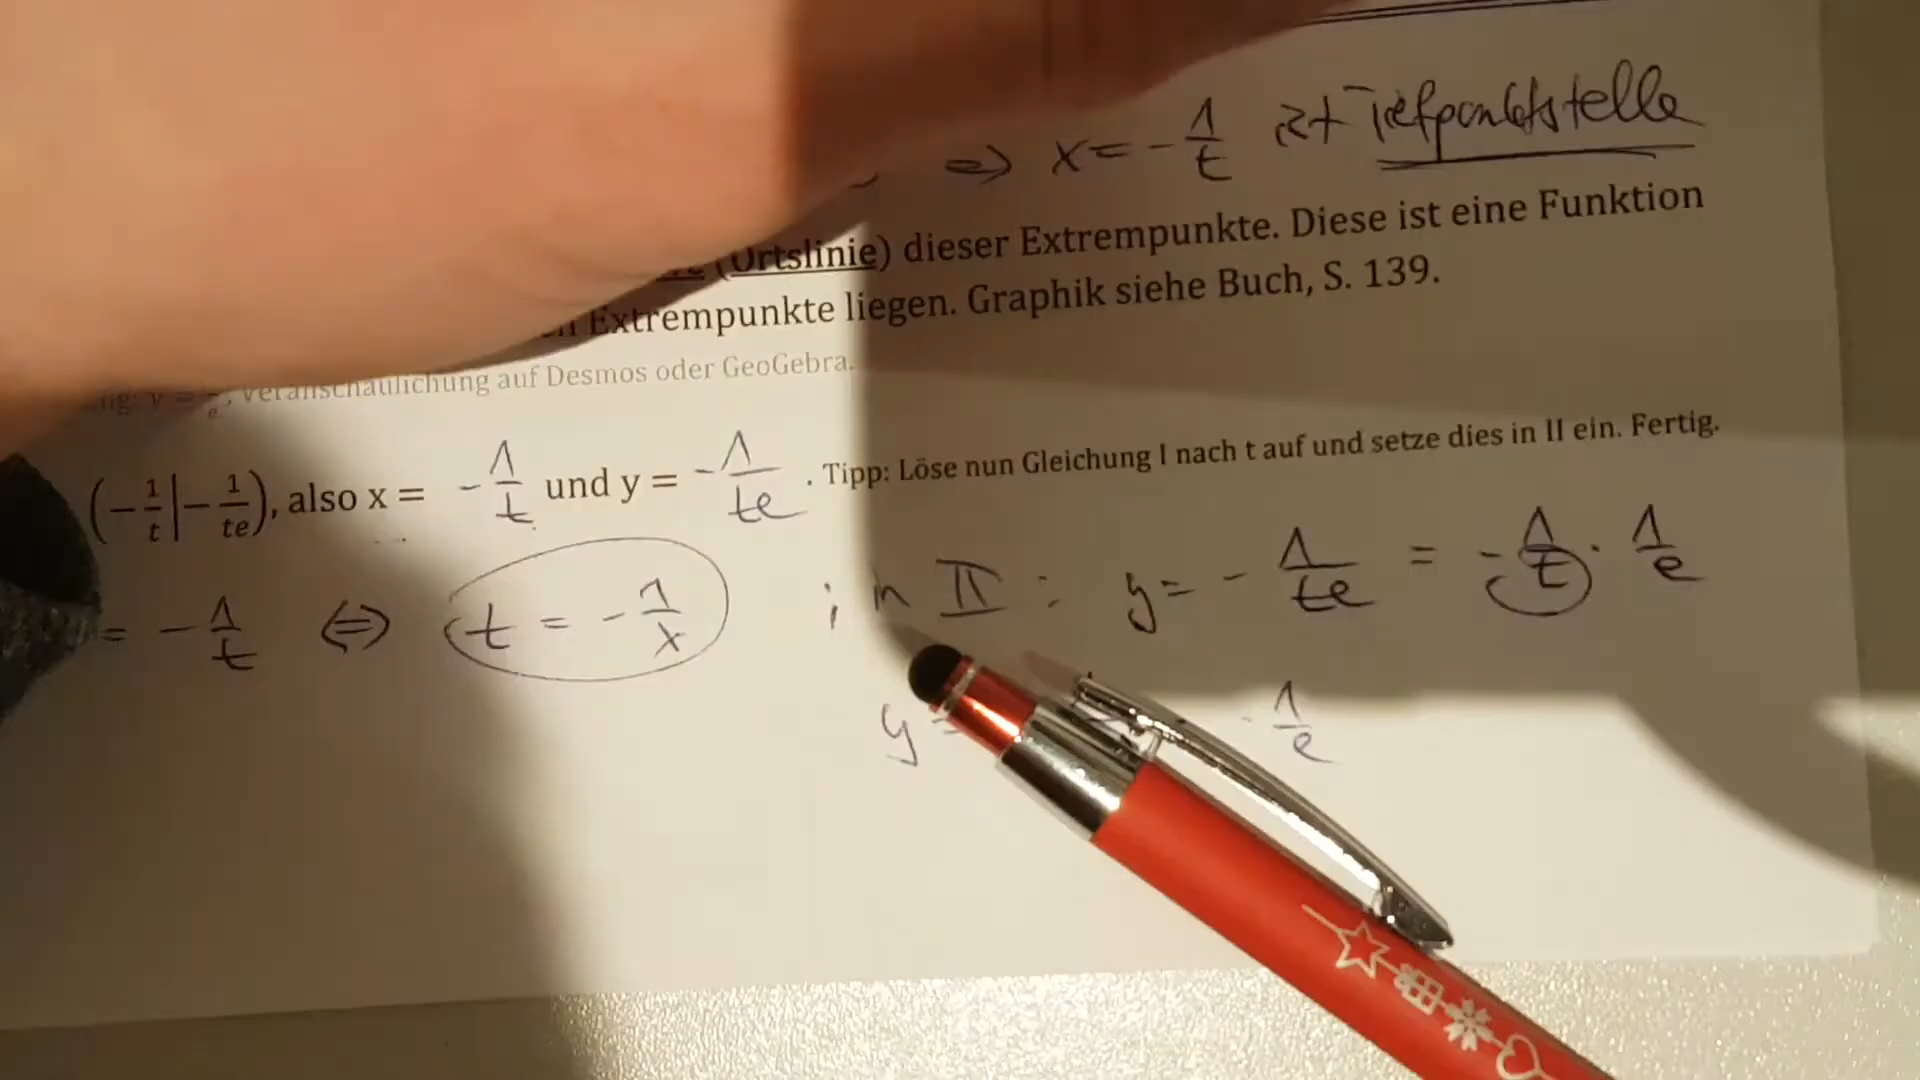 ⇒ x = - 1/t ist Tiefpunktstelle
(Ortslinie) dieser Extrempunkte. Diese ist eine Funktion
Extrempunkte liegen. Graphik siehe Buch, S. 139.
Veranschaulichung auf Desmos oder GeoGebra.
(- 1/t | - 1/te), also x = - 1/t und y = - 1/te . Tipp: Löse nun Gleichung I nach t auf und setze dies in II ein. Fertig.
= - 1/t ⇔ t = - 1/x in II : y = - 1/te = - 1/t · 1/e
y = · 1/e